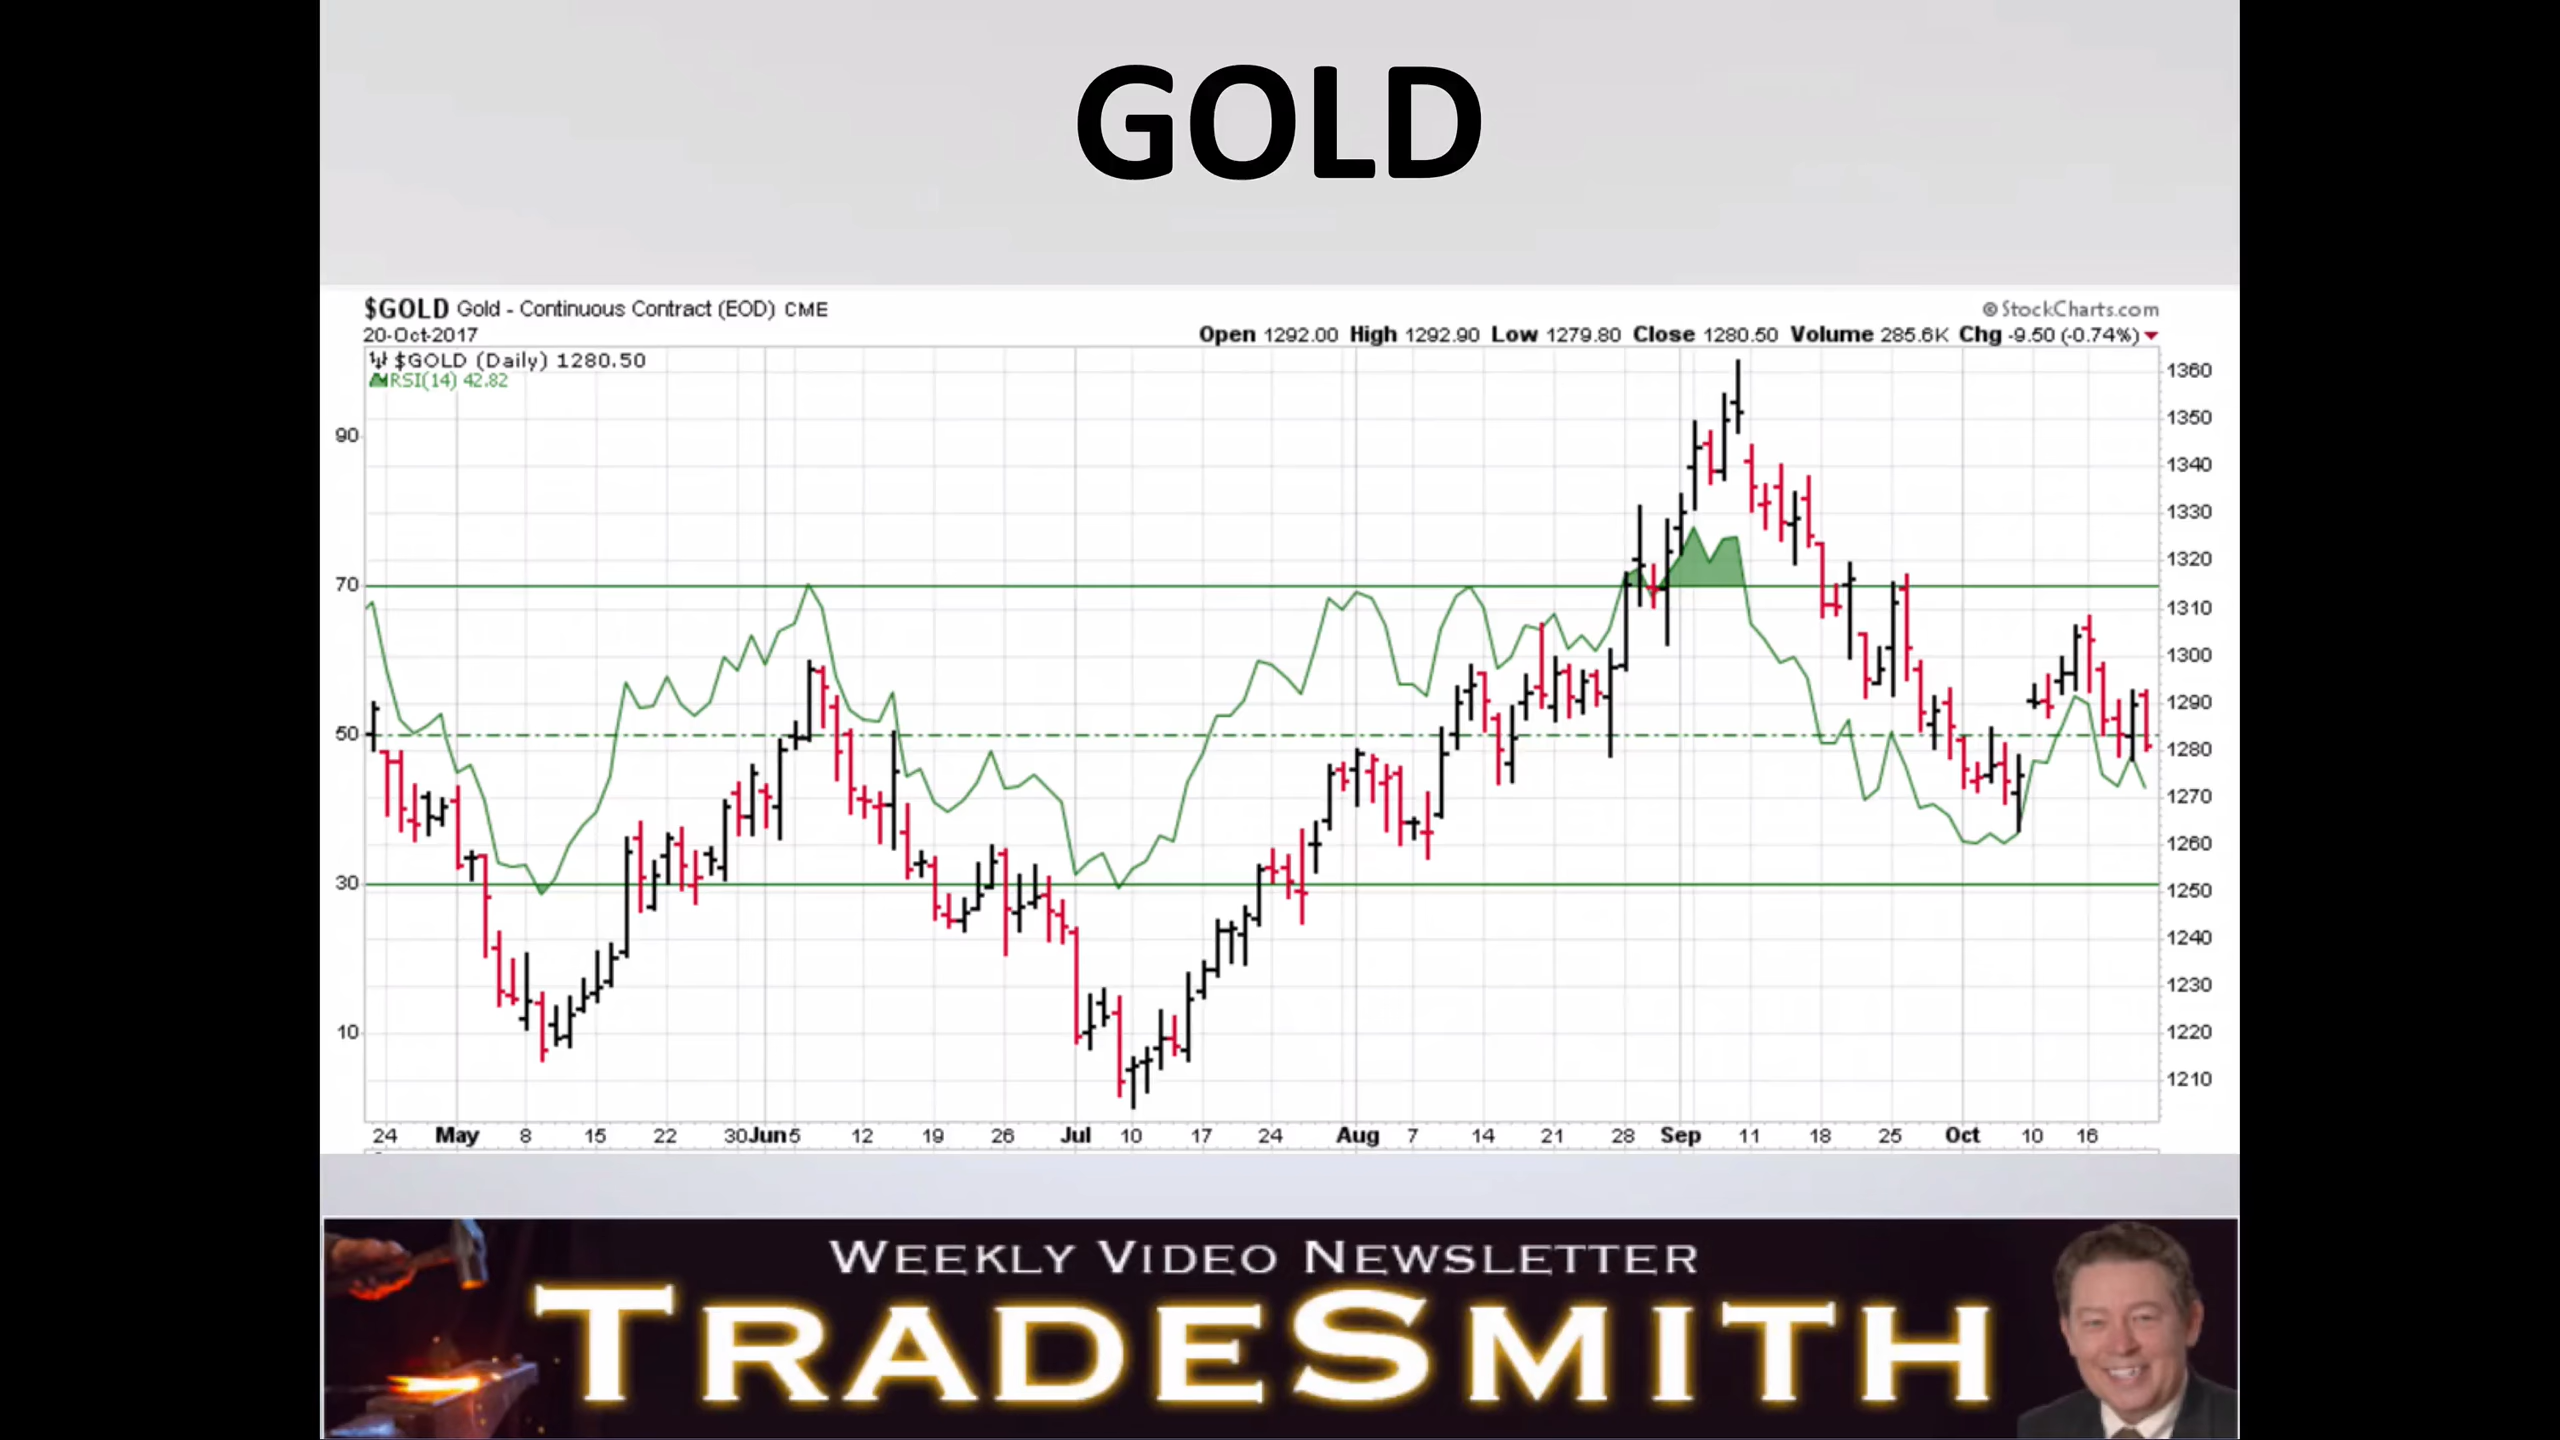 GOLD
$GOLD Gold - Continuous Contract (EOD) CME
© StockCharts.com
20-Oct-2017
Open 1292.00 High 1292.90 Low 1279.80 Close 1280.50 Volume 285.6K Chg -9.50 (-0.74%)
$GOLD (Daily) 1280.50
RSI(14) 42.82
90
70
50
30
10
1360
1350
1340
1330
1320
1310
1300
1290
1280
1270
1260
1250
1240
1230
1220
1210
24 May 8 15 22 30 Jun 5 12 19 26 Jul 10 17 24 Aug 7 14 21 28 Sep 11 18 25 Oct 10 16
WEEKLY VIDEO NEWSLETTER
TRADESMITH